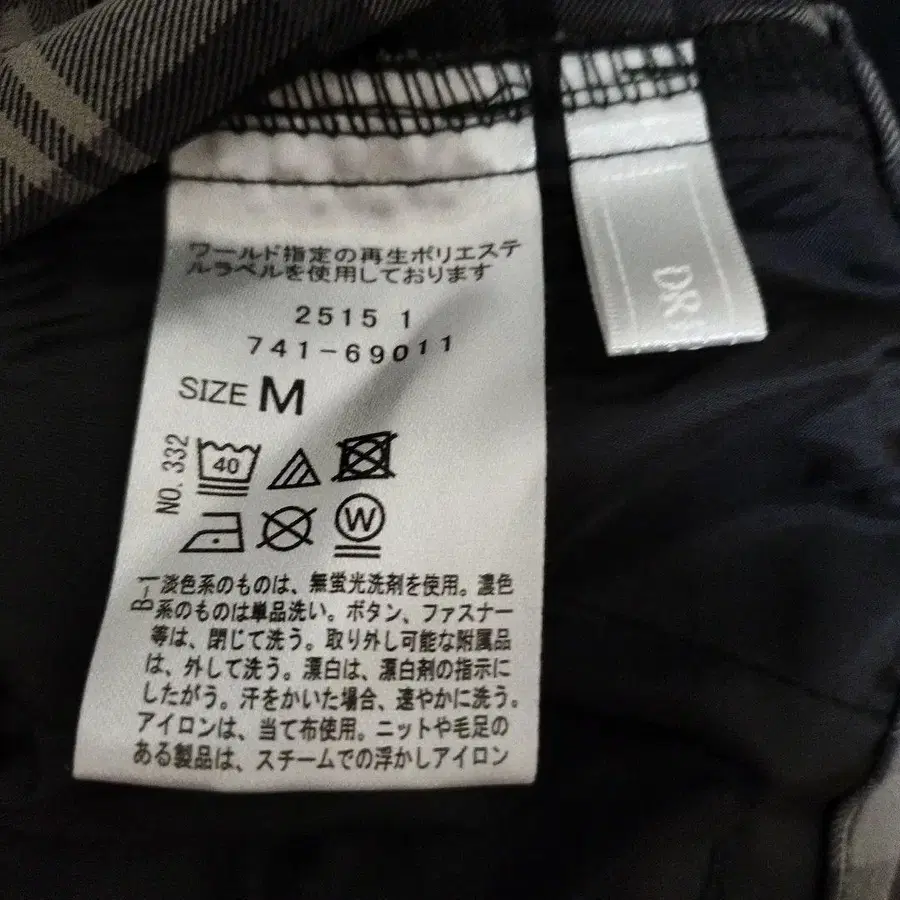 ワールド指定の再生ポリエステ
ルラベルを使用しております
2515 1
741-69011
SIZE M
NO. 332
40
W
B-1
淡色系のものは、無蛍光洗剤を使用。濃色
系のものは単品洗い。ボタン、ファスナー
等は、閉じて洗う。取り外し可能な附属品
は、外して洗う。漂白は、漂白剤の指示に
したがう。汗をかいた場合、速やかに洗う。
アイロンは、当て布使用。ニットや毛足の
ある製品は、スチームでの浮かしアイロン